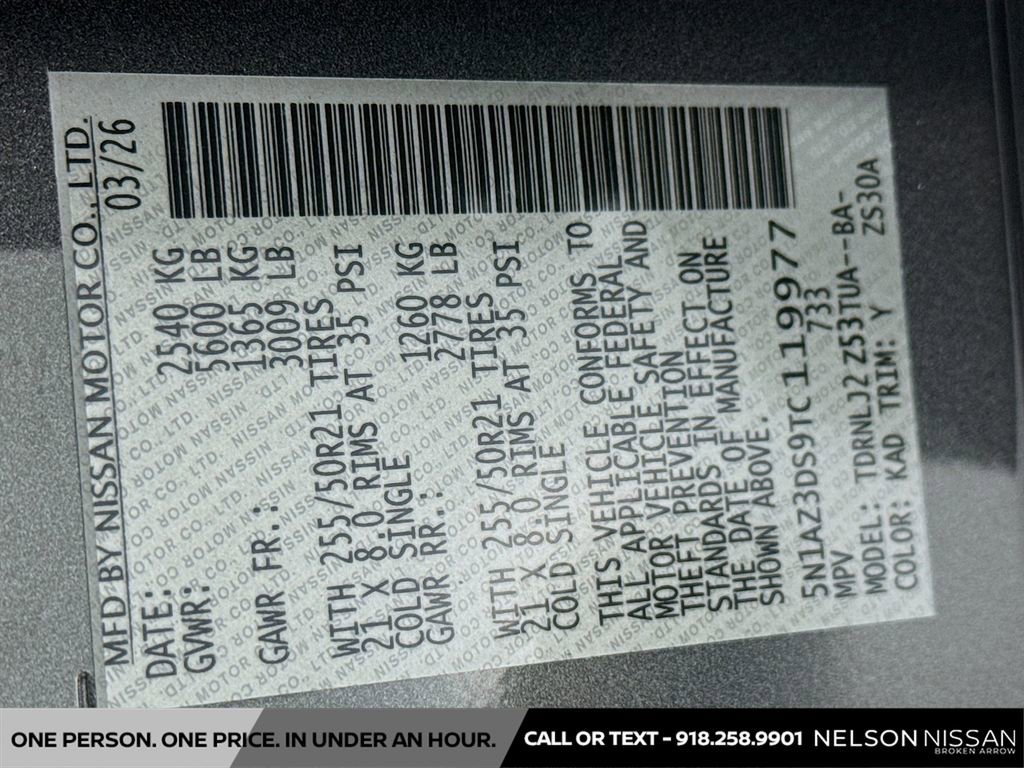 MFD BY NISSAN MOTOR CO., LTD.
DATE: 03/26
GVWR: 2540 KG
5600 LB
GAWR FR.: 1365 KG
3009 LB
WITH 255/50R21 TIRES
21 X 8.0 RIMS AT 35 PSI
COLD SINGLE
GAWR RR.: 1260 KG
2778 LB
WITH 255/50R21 TIRES
21 X 8.0 RIMS AT 35 PSI
COLD SINGLE
THIS VEHICLE CONFORMS TO
ALL APPLICABLE FEDERAL
MOTOR VEHICLE SAFETY AND
THEFT PREVENTION
STANDARDS IN EFFECT ON
THE DATE OF MANUFACTURE
SHOWN ABOVE.
5N1AZ3DS9TC119977
MPV 733
MODEL: TDRNLJ2 Z53TUA--BA-
COLOR: KAD TRIM: Y ZS30A
ONE PERSON. ONE PRICE. IN UNDER AN HOUR.
CALL OR TEXT - 918.258.9901
NELSON NISSAN
BROKEN ARROW